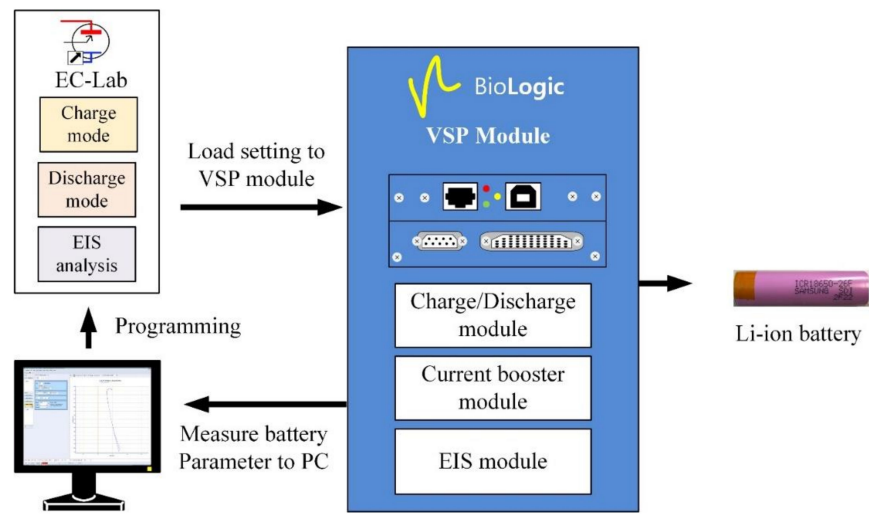 EC-Lab
Charge
mode
Discharge
mode
EIS
analysis
Load setting to
VSP module
Programming
Measure battery
Parameter to PC
BioLogic
VSP Module
Charge/Discharge
module
Current booster
module
EIS module
ICR18650-26F
Li-ion battery